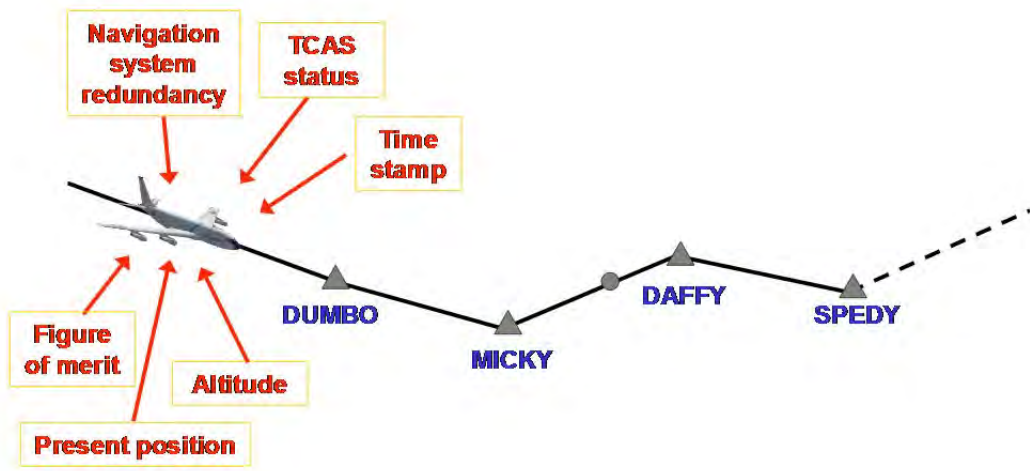 Navigation
system
redundancy
TCAS
status
Time
stamp
DUMBO
MICKY
DAFFY
SPEDY
Figure
of merit
Altitude
Present position